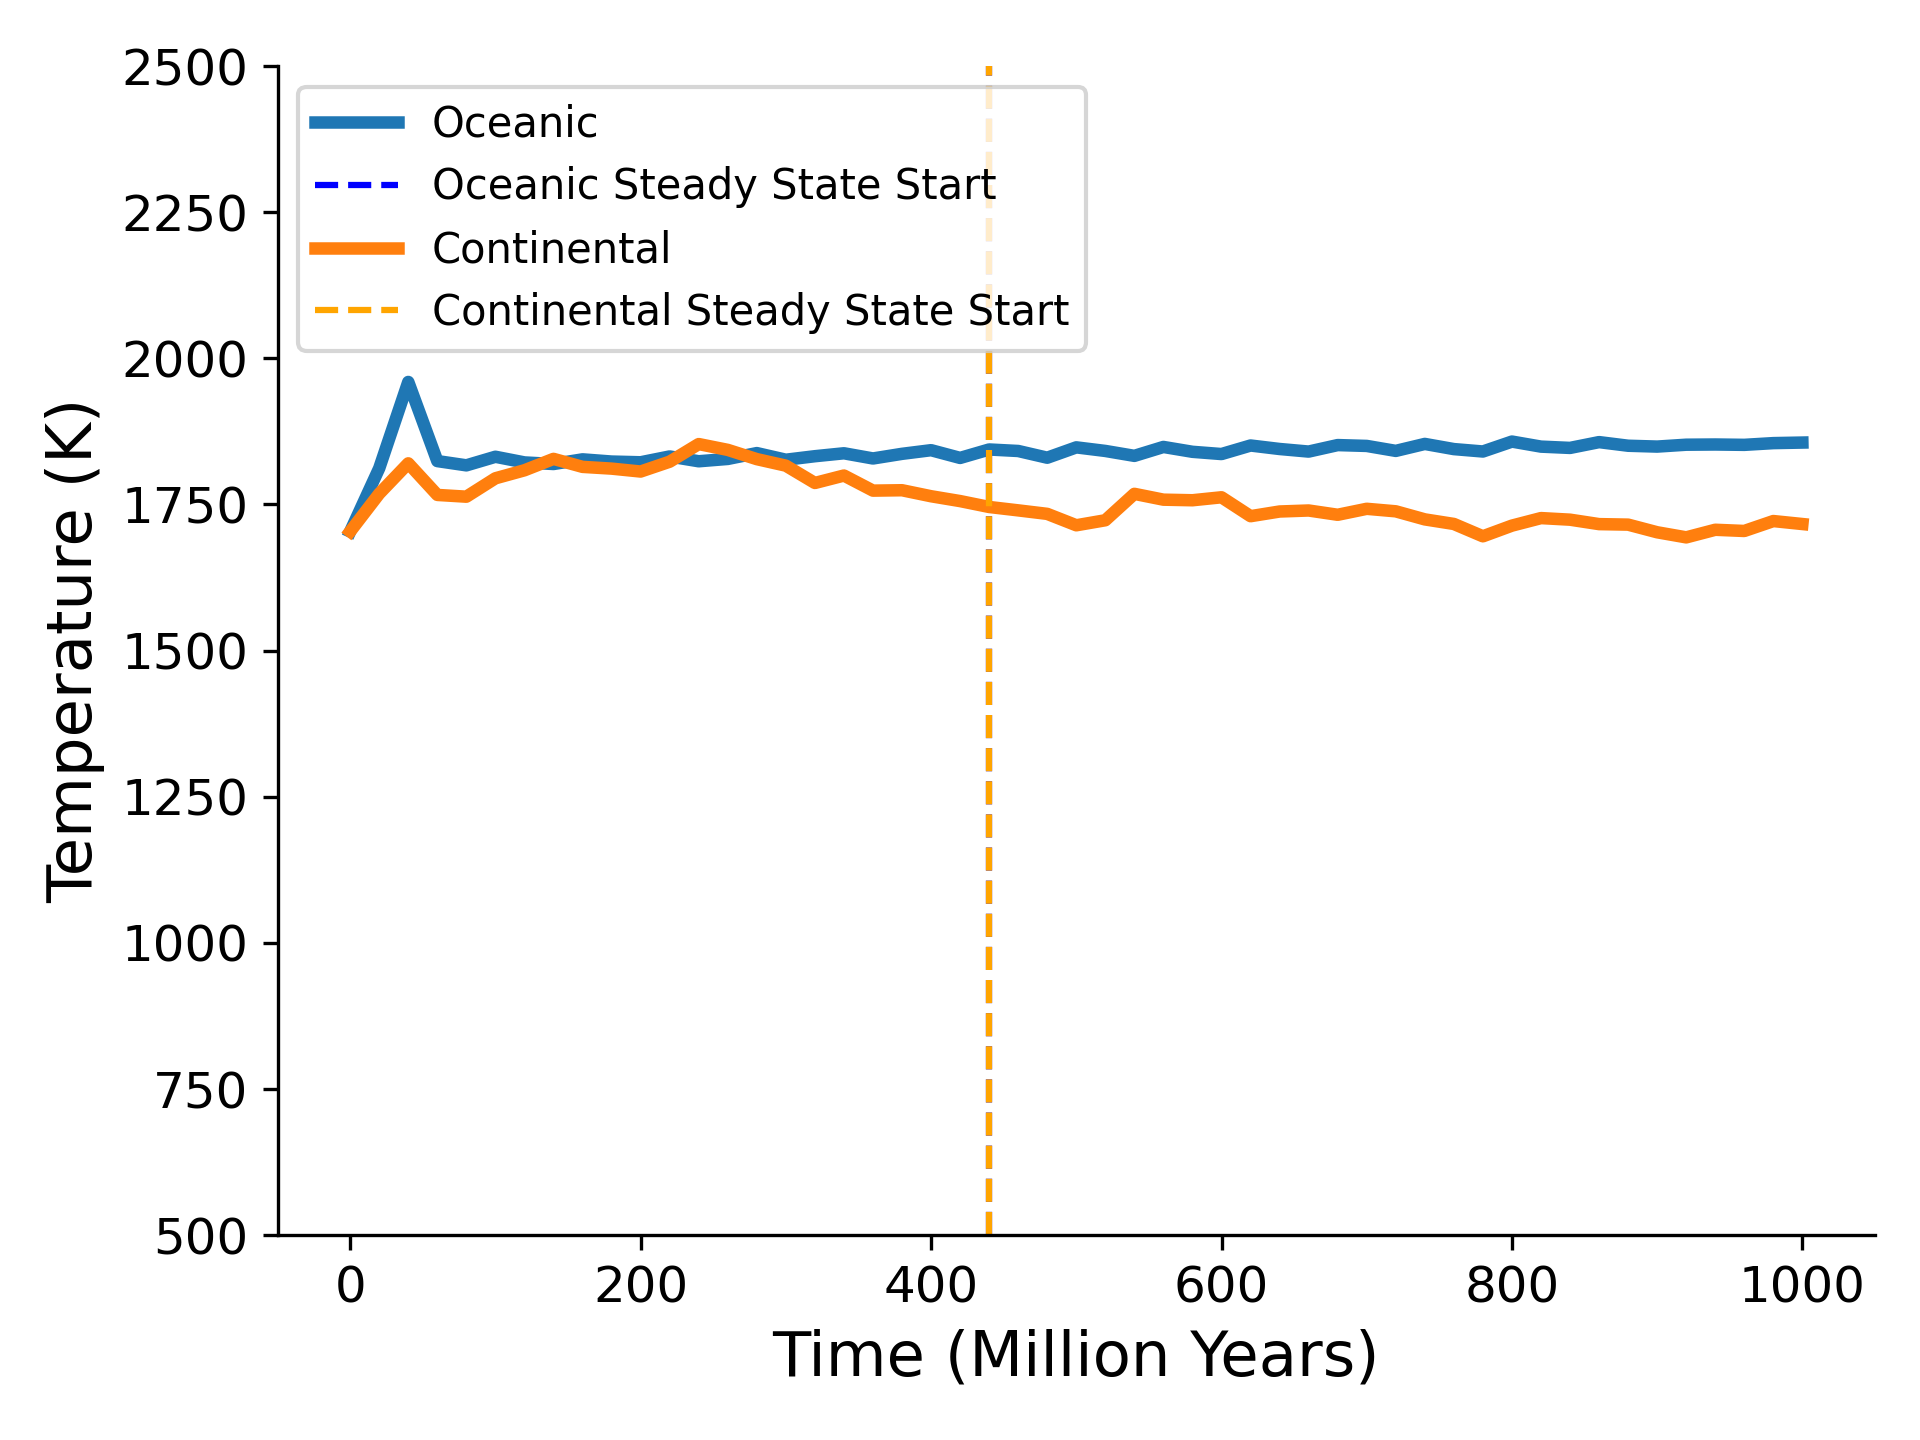 2500
2250
2000
1750
1500
1250
1000
750
500
Temperature (K)
Oceanic
Oceanic Steady State Start
Continental
Continental Steady State Start
0 200 400 600 800 1000
Time (Million Years)